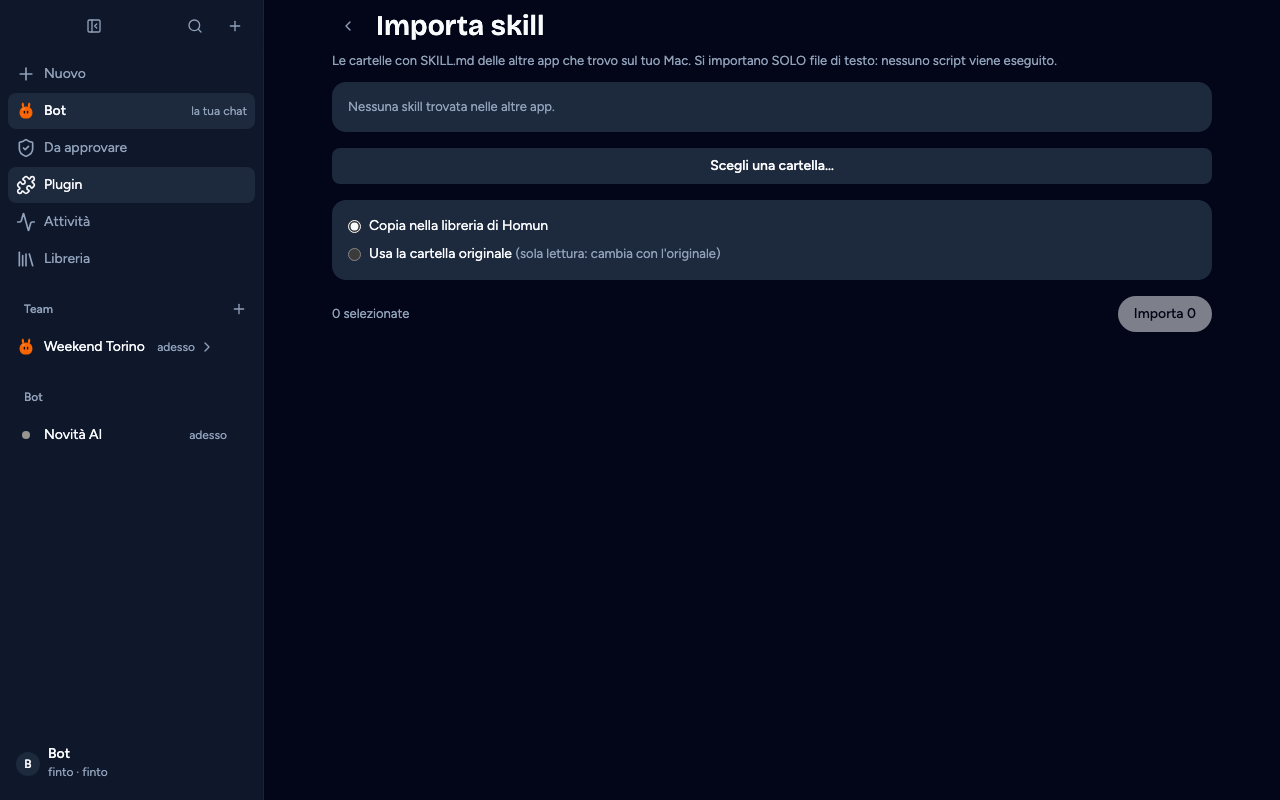 Nuovo
Bot la tua chat
Da approvare
Plugin
Attività
Libreria
Team
Weekend Torino adesso
Bot
Novità AI adesso
B
Bot
finto · finto
Importa skill
Le cartelle con SKILL.md delle altre app che trovo sul tuo Mac. Si importano SOLO file di testo: nessuno script viene eseguito.
Nessuna skill trovata nelle altre app.
Scegli una cartella…
Copia nella libreria di Homun
Usa la cartella originale (sola lettura: cambia con l'originale)
0 selezionate
Importa 0